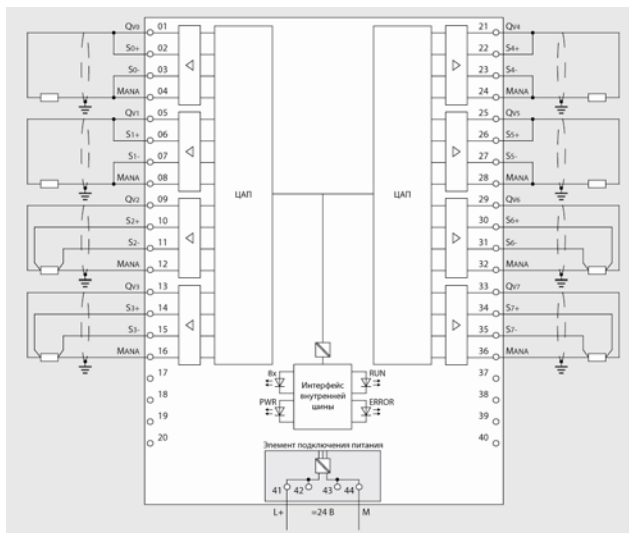 QV0 01 21 QV4
S0+ 02 22 S4+
S0- 03 23 S4-
MANA 04 24 MANA
QV1 05 25 QV5
S1+ 06 26 S5+
S1- 07 27 S5-
MANA 08 28 MANA
ЦАП ЦАП
QV2 09 29 QV6
S2+ 10 30 S6+
S2- 11 31 S6-
MANA 12 32 MANA
QV3 13 33 QV7
S3+ 14 34 S7+
S3- 15 35 S7-
MANA 16 36 MANA
17 37
8x RUN
Интерфейс
внутренней
шины
18 38
PWR ERROR
19 39
20 40
Элемент подключения питания
41 42 43 44
L+ =24 В M